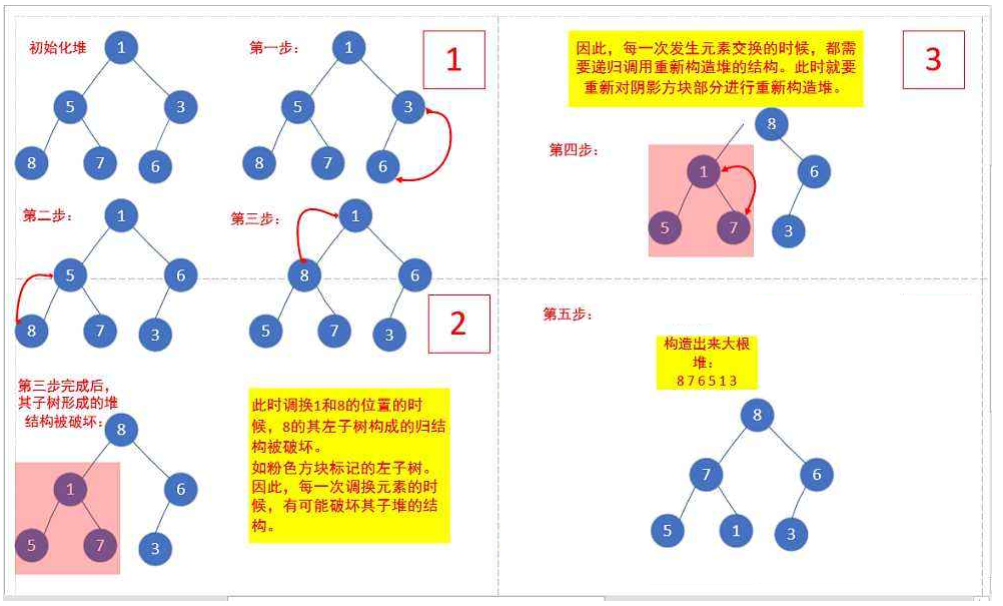 初始化堆
1
5
3
8
7
6
第一步：
1
5
3
8
7
6
1
第二步：
1
5
6
8
7
3
第三步：
1
8
6
5
7
3
2
第三步完成后，
其子树形成的堆
结构被破坏：
8
1
6
5
7
3
此时调换1和8的位置的时
候，8的其左子树构成的归结
构被破坏。
如粉色方块标记的左子树。
因此，每一次调换元素的时
候，有可能破坏其子堆的结
构。
因此，每一次发生元素交换的时候，都需
要递归调用重新构造堆的结构。此时就要
重新对阴影方块部分进行重新构造堆。
3
第四步：
8
1
6
5
7
3
第五步：
构造出来大根
堆：
8 7 6 5 1 3
8
7
6
5
1
3